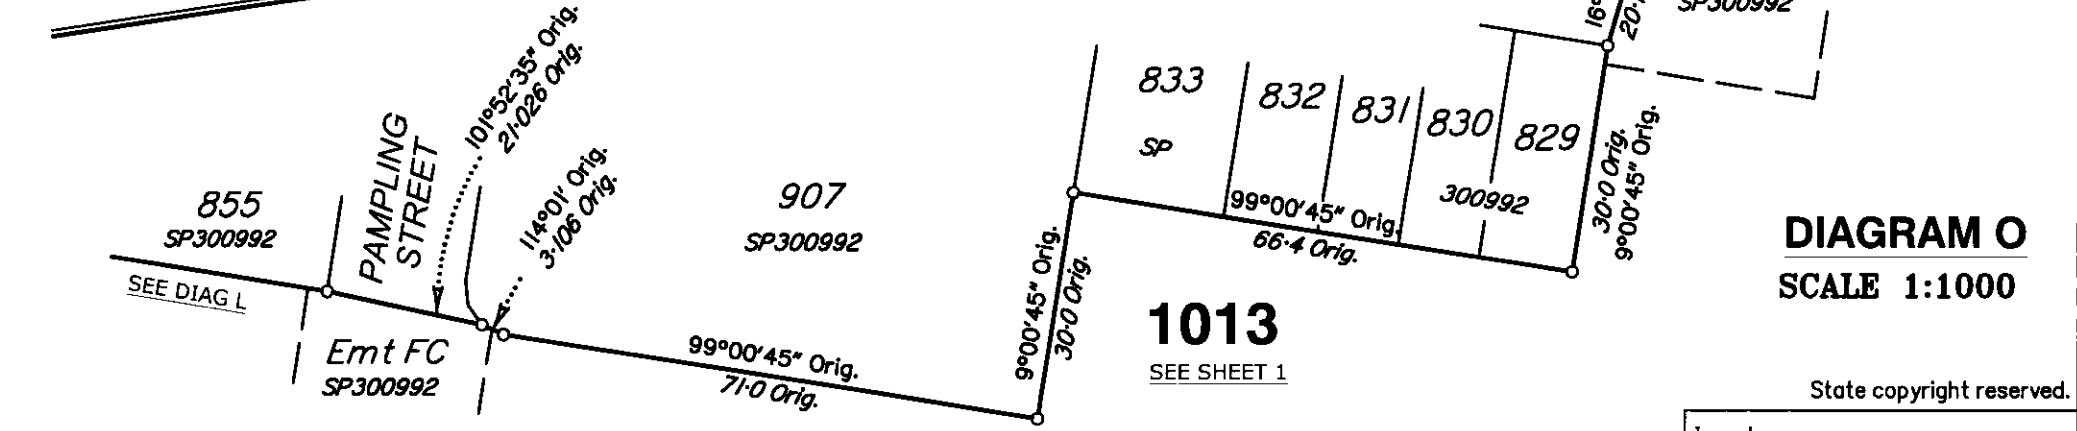 SP300992
16°
20·
101°52'35" Orig.
21·026 Orig.
833
832
831
830
829
SP
300992
PAMPLING
STREET
114°01' Orig.
3·106 Orig.
855
SP300992
907
SP300992
99°00'45" Orig.
66·4 Orig.
30·0 Orig.
9°00'45" Orig.
DIAGRAM O
SCALE 1:1000
SEE DIAG L
9°00'45" Orig.
30·0 Orig.
1013
SEE SHEET 1
Emt FC
SP300992
99°00'45" Orig.
71·0 Orig.
State copyright reserved.